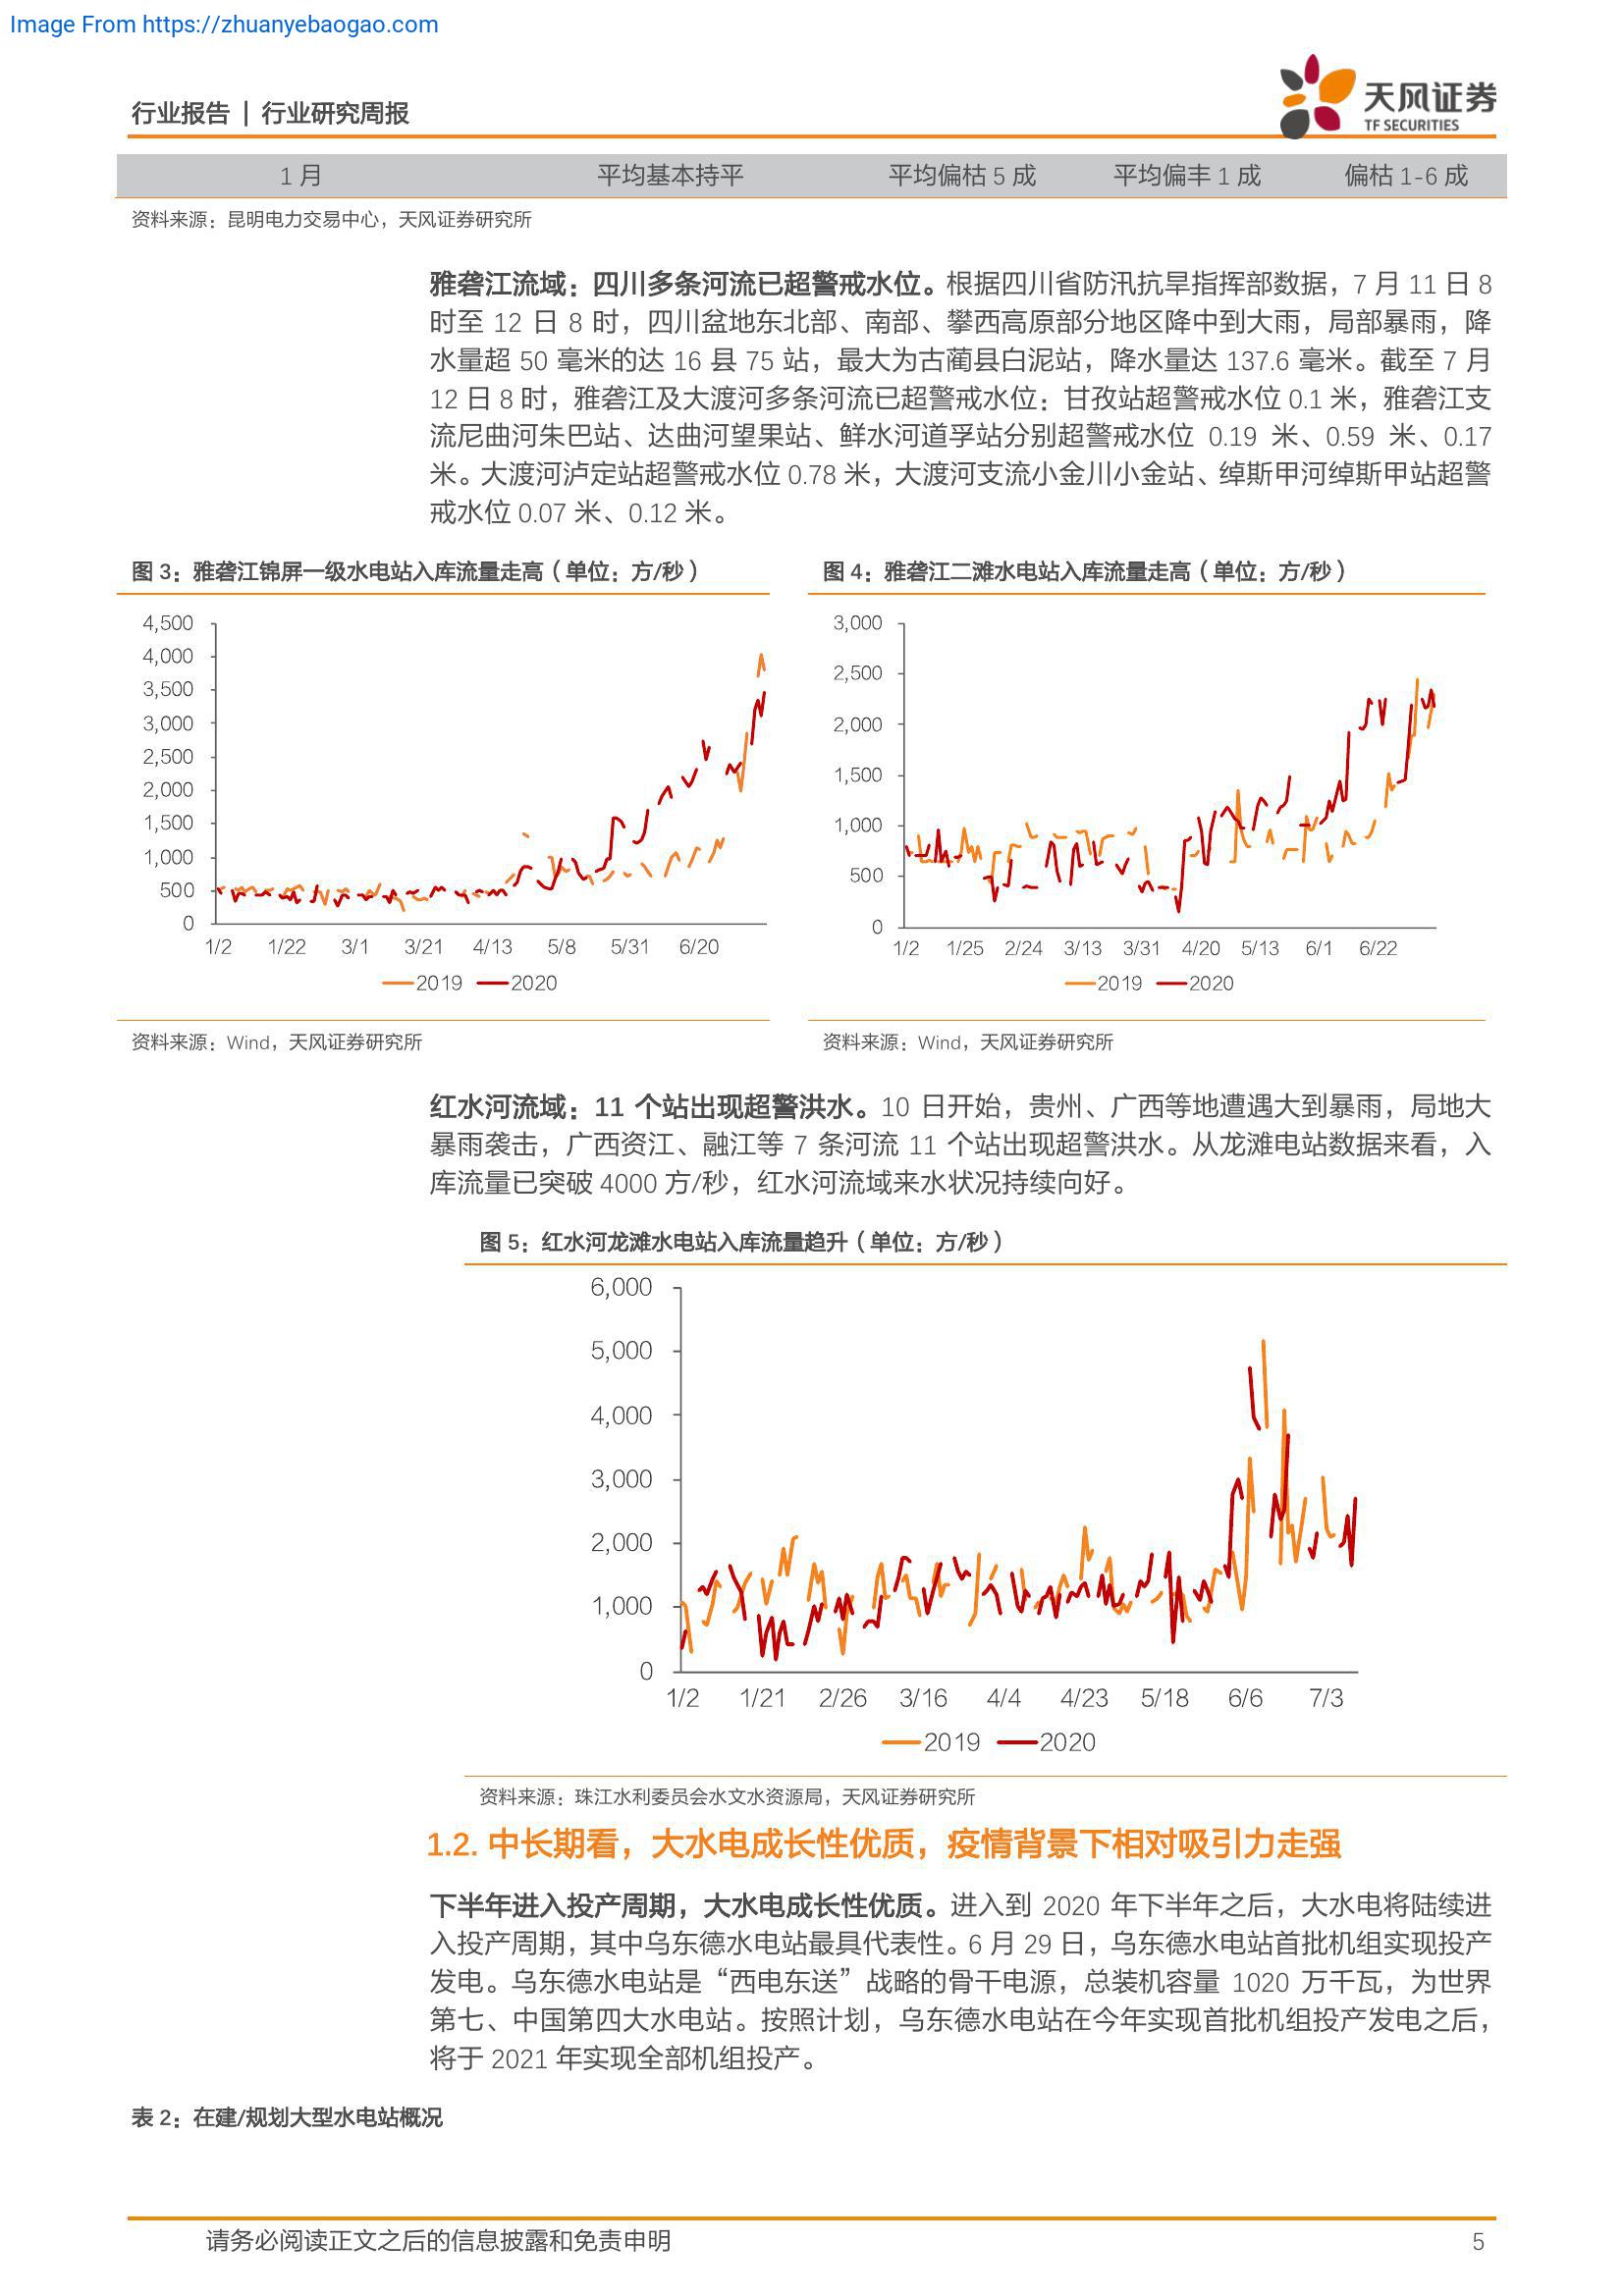 Image From https://zhuanyebaogao.com
行业报告 | 行业研究周报
天风证券
TF SECURITIES
1 月 平均基本持平 平均偏枯 5 成 平均偏丰 1 成 偏枯 1-6 成
资料来源：昆明电力交易中心，天风证券研究所
雅砻江流域：四川多条河流已超警戒水位。根据四川省防汛抗旱指挥部数据，7 月 11 日 8
时至 12 日 8 时，四川盆地东北部、南部、攀西高原部分地区降中到大雨，局部暴雨，降
水量超 50 毫米的达 16 县 75 站，最大为古蔺县白泥站，降水量达 137.6 毫米。截至 7 月
12 日 8 时，雅砻江及大渡河多条河流已超警戒水位：甘孜站超警戒水位 0.1 米，雅砻江支
流尼曲河朱巴站、达曲河望果站、鲜水河道孚站分别超警戒水位 0.19 米、0.59 米、0.17
米。大渡河泸定站超警戒水位 0.78 米，大渡河支流小金川小金站、绰斯甲河绰斯甲站超警
戒水位 0.07 米、0.12 米。
图 3：雅砻江锦屏一级水电站入库流量走高（单位：方/秒）
4,500
4,000
3,500
3,000
2,500
2,000
1,500
1,000
500
0
1/2 1/22 3/1 3/21 4/13 5/8 5/31 6/20
2019 2020
资料来源：Wind，天风证券研究所
图 4：雅砻江二滩水电站入库流量走高（单位：方/秒）
3,000
2,500
2,000
1,500
1,000
500
0
1/2 1/25 2/24 3/13 3/31 4/20 5/13 6/1 6/22
2019 2020
资料来源：Wind，天风证券研究所
红水河流域：11 个站出现超警洪水。10 日开始，贵州、广西等地遭遇大到暴雨，局地大
暴雨袭击，广西资江、融江等 7 条河流 11 个站出现超警洪水。从龙滩电站数据来看，入
库流量已突破 4000 方/秒，红水河流域来水状况持续向好。
图 5：红水河龙滩水电站入库流量趋升（单位：方/秒）
6,000
5,000
4,000
3,000
2,000
1,000
0
1/2 1/21 2/26 3/16 4/4 4/23 5/18 6/6 7/3
2019 2020
资料来源：珠江水利委员会水文水资源局，天风证券研究所
1.2. 中长期看，大水电成长性优质，疫情背景下相对吸引力走强
下半年进入投产周期，大水电成长性优质。进入到 2020 年下半年之后，大水电将陆续进
入投产周期，其中乌东德水电站最具代表性。6 月 29 日，乌东德水电站首批机组实现投产
发电。乌东德水电站是“西电东送”战略的骨干电源，总装机容量 1020 万千瓦，为世界
第七、中国第四大水电站。按照计划，乌东德水电站在今年实现首批机组投产发电之后，
将于 2021 年实现全部机组投产。
表 2：在建/规划大型水电站概况
请务必阅读正文之后的信息披露和免责申明 5